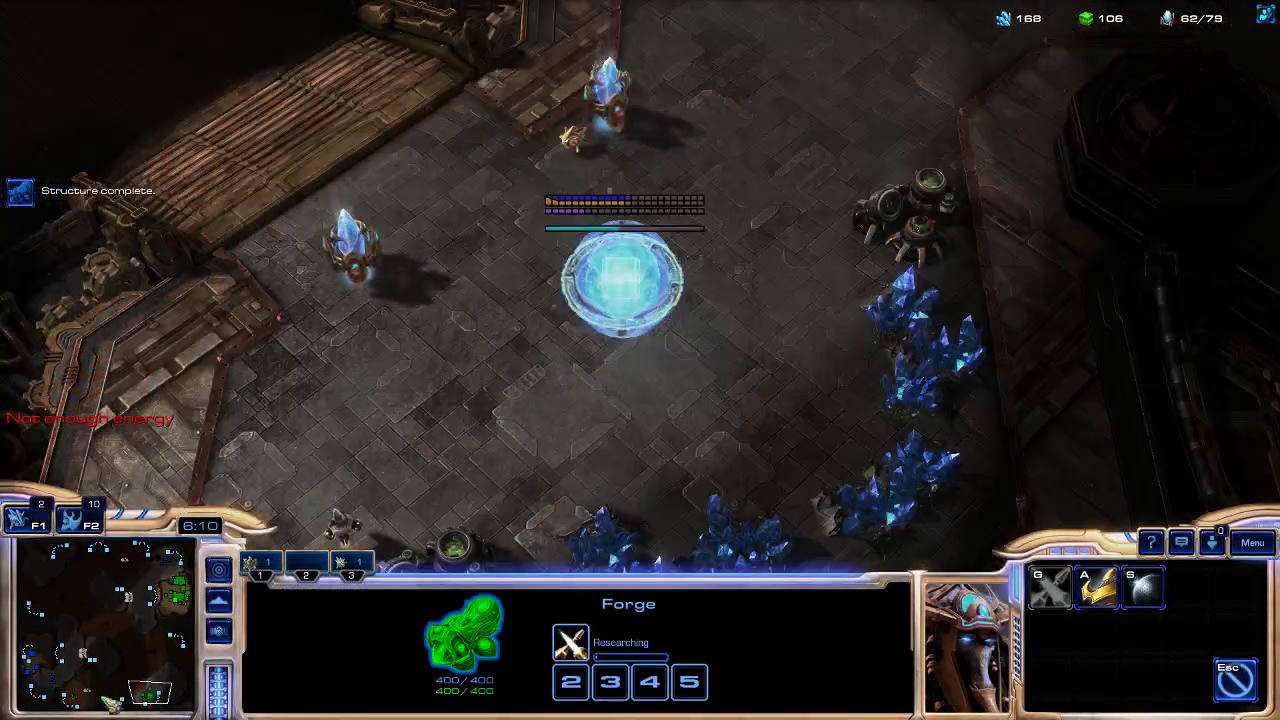 168 106 62/79
Structure complete.
Not enough energy
2 10
F1 F2 6:10
0
? Menu
1 1
1 2 3
G A S
Forge
Researching
400/400
400/400
2 3 4 5
Esc